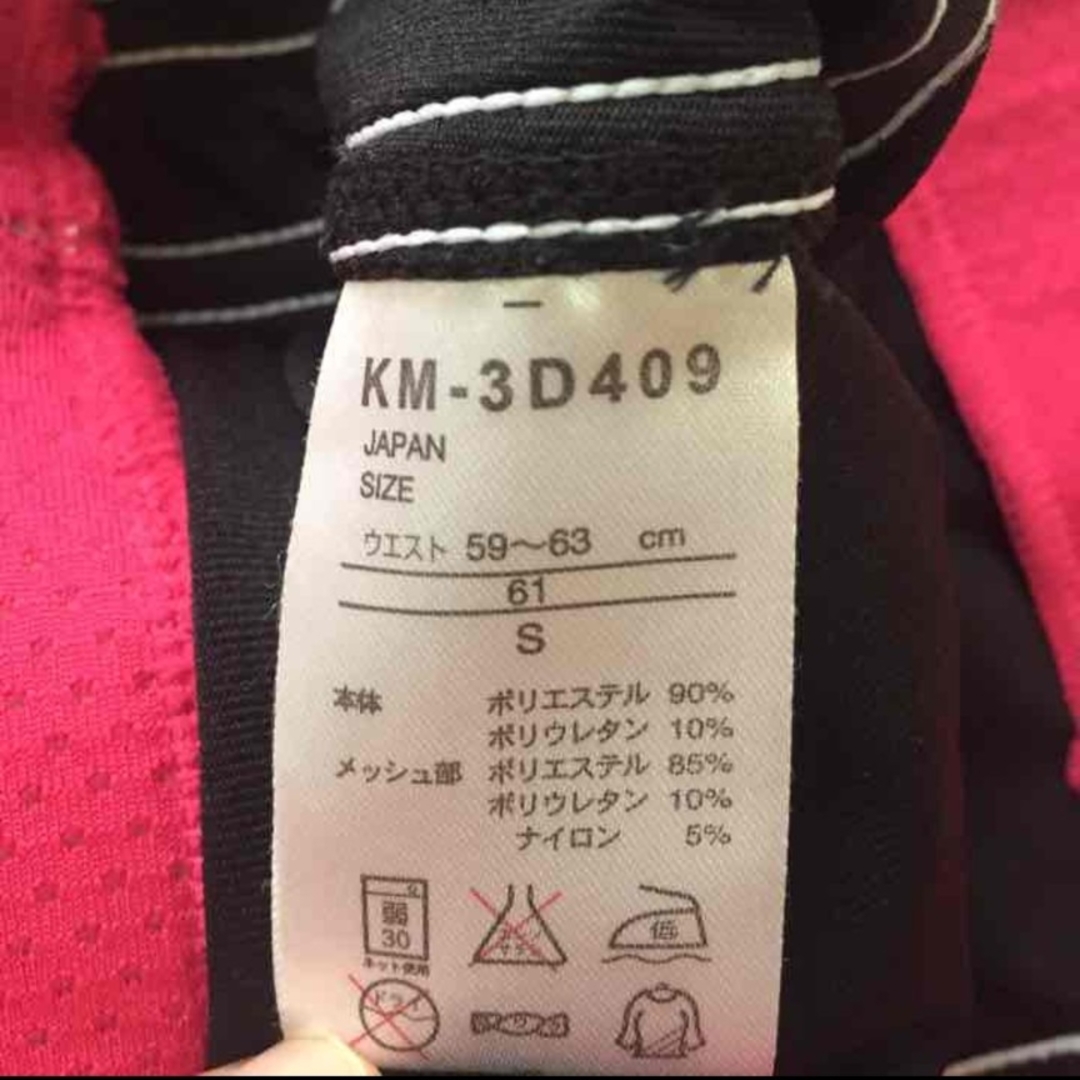 KM-3D409
JAPAN
SIZE
ウエスト 59〜63 cm
61
S
本体 ポリエステル 90%
ポリウレタン 10%
メッシュ部 ポリエステル 85%
ポリウレタン 10%
ナイロン 5%
弱
30
ネット使用
低
ドライ